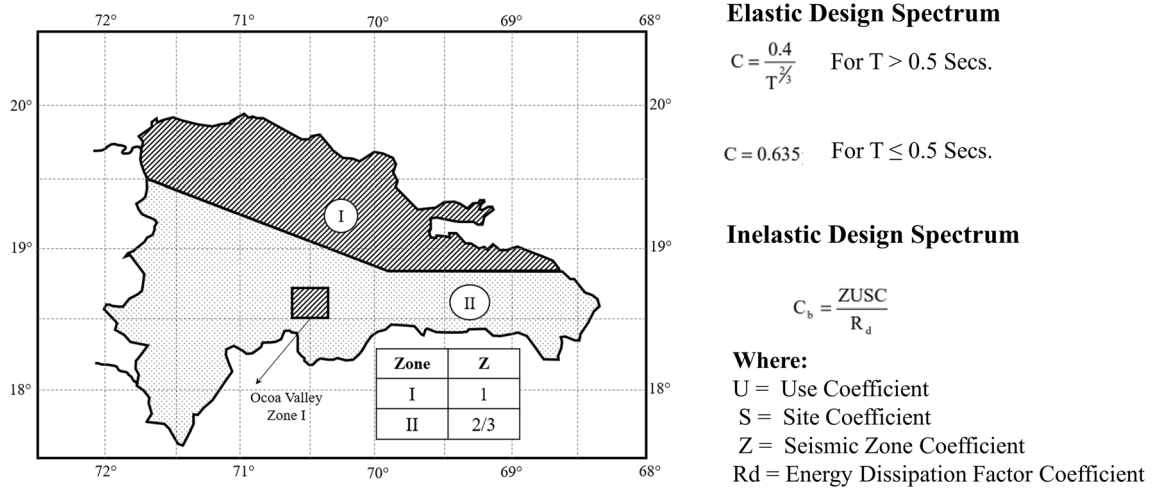 72° 71° 70° 69° 68°
20° 20°
I
19° 19°
II
Zone Z
I 1
II 2/3
18° 18°
Ocoa Valley
Zone I
72° 71° 70° 69° 68°
Elastic Design Spectrum
C = 0.4 / T^2/3 For T > 0.5 Secs.
C = 0.635 For T ≤ 0.5 Secs.
Inelastic Design Spectrum
C_b = ZUSC / R_d
Where:
U = Use Coefficient
S = Site Coefficient
Z = Seismic Zone Coefficient
Rd = Energy Dissipation Factor Coefficient